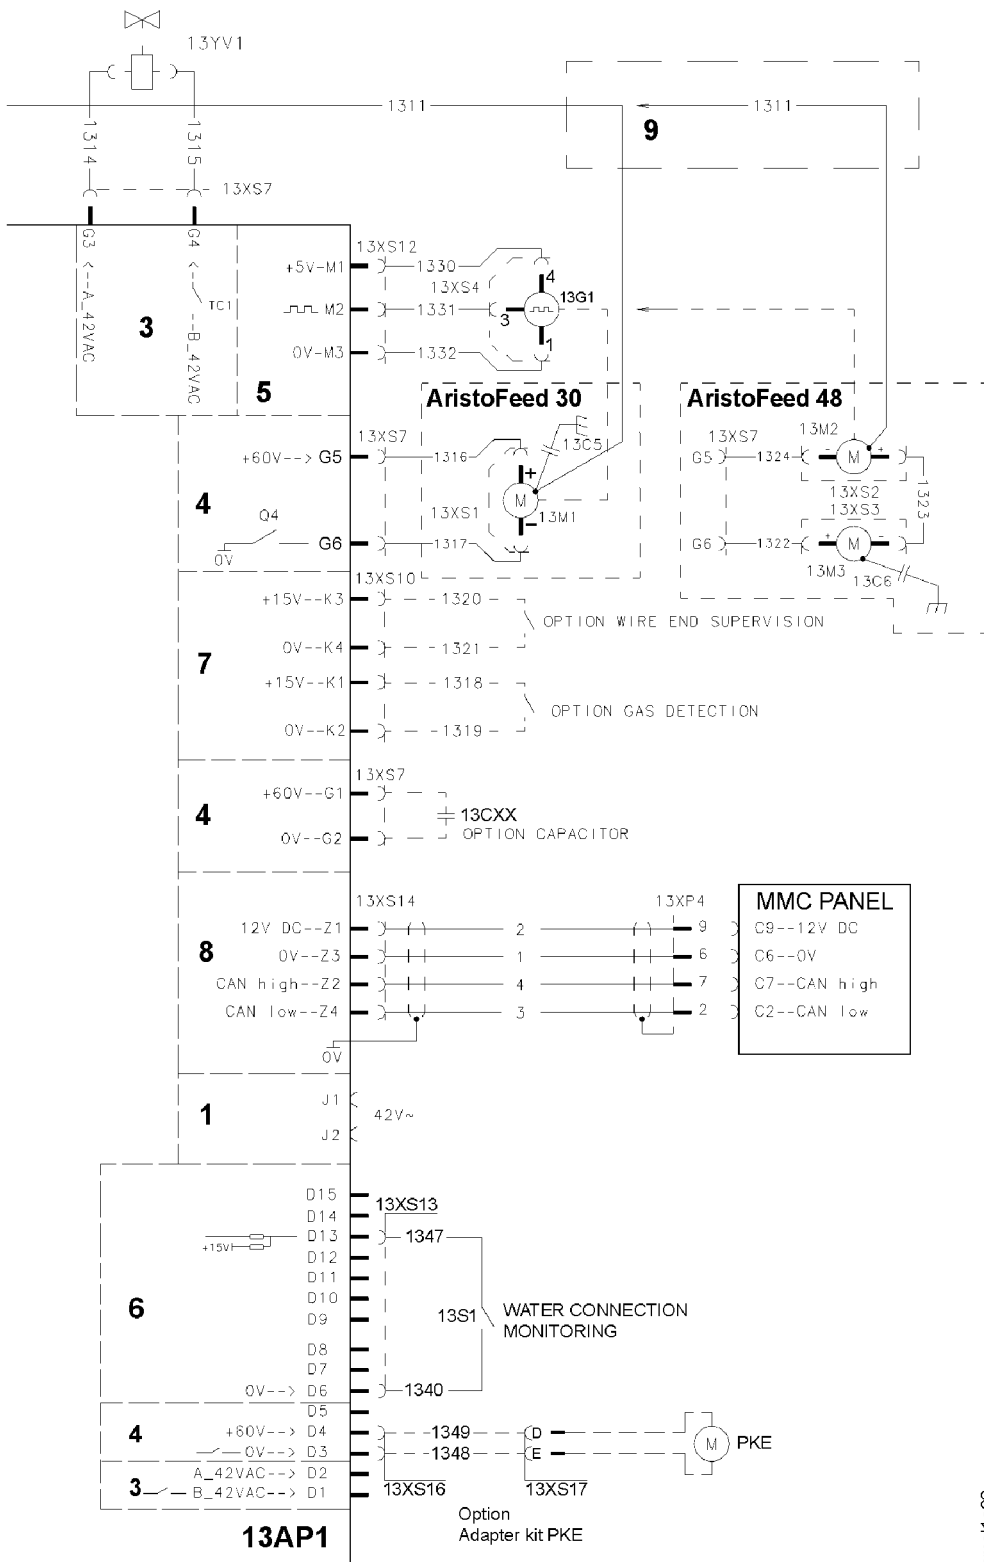 13YV1
1311
1311
9
1314
1315
13XS7
G3 <--A_42VAC
G4 <-
TC1
--B_42VAC
3
5
13XS12
+5V-M1
1330
4
13XS4
13G1
M2
1331
3
0V-M3
1332
1
AristoFeed 30
AristoFeed 48
13XS7
13C5
+60V--> G5
1316
+
M
13M1
13XS1
-
4
Q4
0V
G6
1317
13XS7
13M2
G5
1324
- M +
13XS2
13XS3
1323
G6
1322
+ M -
13M3
13C6
13XS10
+15V--K3
1320
OPTION WIRE END SUPERVISION
0V--K4
1321
7
+15V--K1
1318
OPTION GAS DETECTION
0V--K2
1319
13XS7
+60V--G1
4
13CXX
OPTION CAPACITOR
0V--G2
13XS14
13XP4
MMC PANEL
8
12V DC--Z1
2
9
C9--12V DC
0V--Z3
1
6
C6--0V
CAN high--Z2
4
7
C7--CAN high
CAN low--Z4
3
2
C2--CAN low
0V
1
J1
42V~
J2
D15
13XS13
D14
D13
1347
+15V
D12
D11
D10
6
D9
13S1
WATER CONNECTION
MONITORING
D8
D7
0V--> D6
1340
D5
4
+60V--> D4
1349
D
0V--> D3
1348
E
M
PKE
3
A_42VAC--> D2
B_42VAC--> D1
13XS16
13XS17
Option
Adapter kit PKE
13AP1